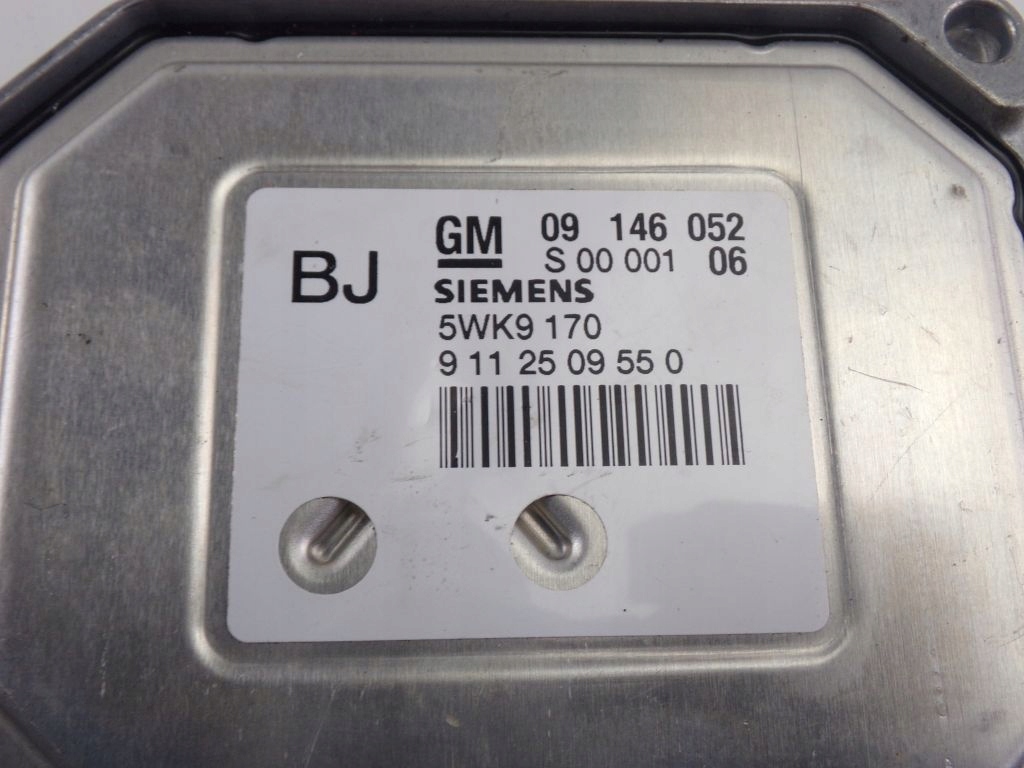 BJ
GM 09 146 052
S 00 001 06
SIEMENS
5WK9 170
9 11 25 09 55 0